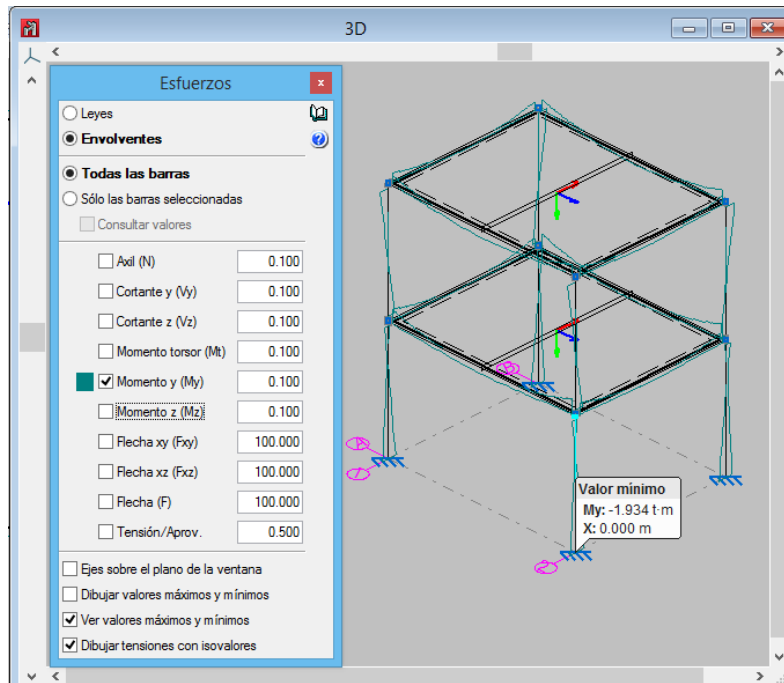 3D
Esfuerzos
Leyes
Envolventes
Todas las barras
Sólo las barras seleccionadas
Consultar valores
Axil (N) 0.100
Cortante y (Vy) 0.100
Cortante z (Vz) 0.100
Momento torsor (Mt) 0.100
Momento y (My) 0.100
Momento z (Mz) 0.100
Flecha xy (Fxy) 100.000
Flecha xz (Fxz) 100.000
Flecha (F) 100.000
Tensión/Aprov. 0.500
Ejes sobre el plano de la ventana
Dibujar valores máximos y mínimos
Ver valores máximos y mínimos
Dibujar tensiones con isovalores
B
A
1
Valor mínimo
My: -1.934 t·m
X: 0.000 m
2